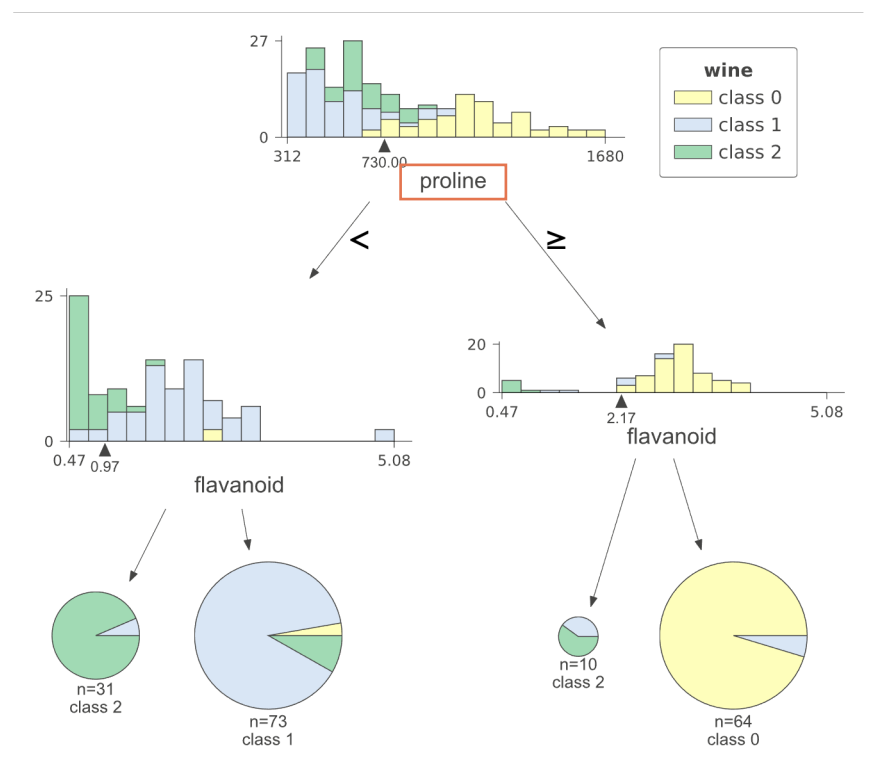 27
0
312
730.00
1680
proline
wine
class 0
class 1
class 2
<
≥
25
0
0.47
0.97
5.08
flavanoid
20
0
0.47
2.17
5.08
flavanoid
n=31
class 2
n=73
class 1
n=10
class 2
n=64
class 0